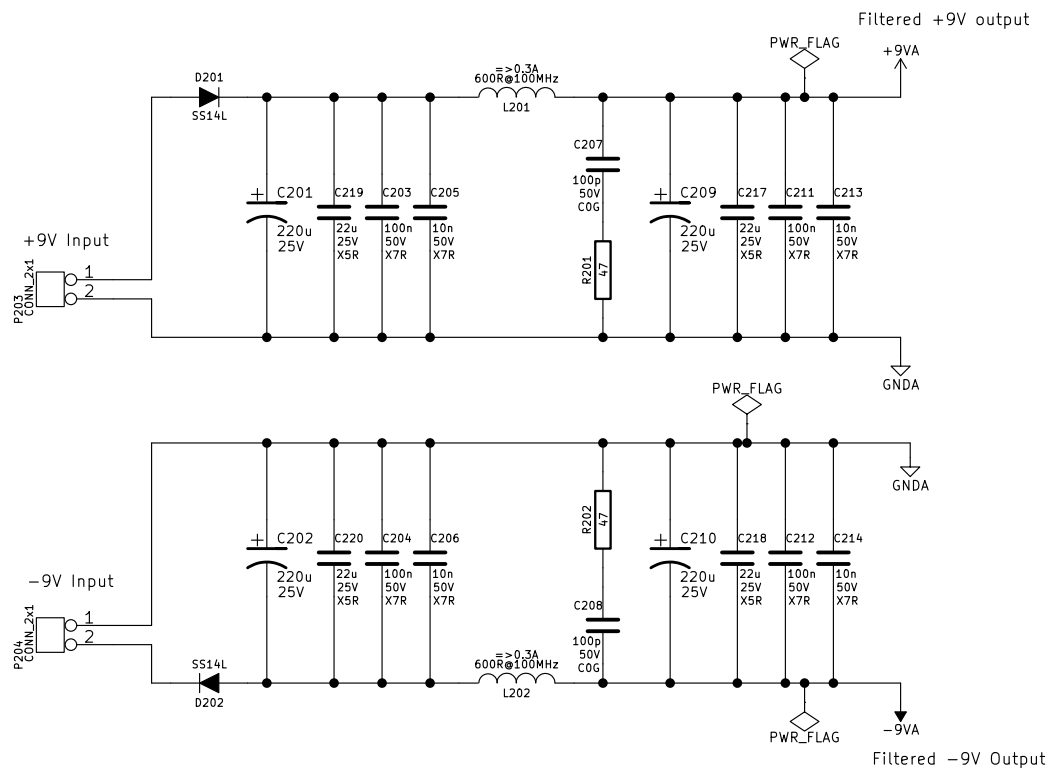 Filtered +9V output
PWR_FLAG
+9VA
=>0.3A
600R@100MHz
L201
D201
SS14L
C207
100p
50V
C0G
C201
220u
25V
C219
22u
25V
X5R
C203
100n
50V
X7R
C205
10n
50V
X7R
C209
220u
25V
C217
22u
25V
X5R
C211
100n
50V
X7R
C213
10n
50V
X7R
R201
47
+9V Input
P203
CONN_2x1
1
2
GNDA
PWR_FLAG
GNDA
R202
47
C202
220u
25V
C220
22u
25V
X5R
C204
100n
50V
X7R
C206
10n
50V
X7R
C210
220u
25V
C218
22u
25V
X5R
C212
100n
50V
X7R
C214
10n
50V
X7R
-9V Input
P204
CONN_2x1
1
2
C208
100p
50V
C0G
SS14L
D202
=>0.3A
600R@100MHz
L202
PWR_FLAG
-9VA
Filtered -9V Output